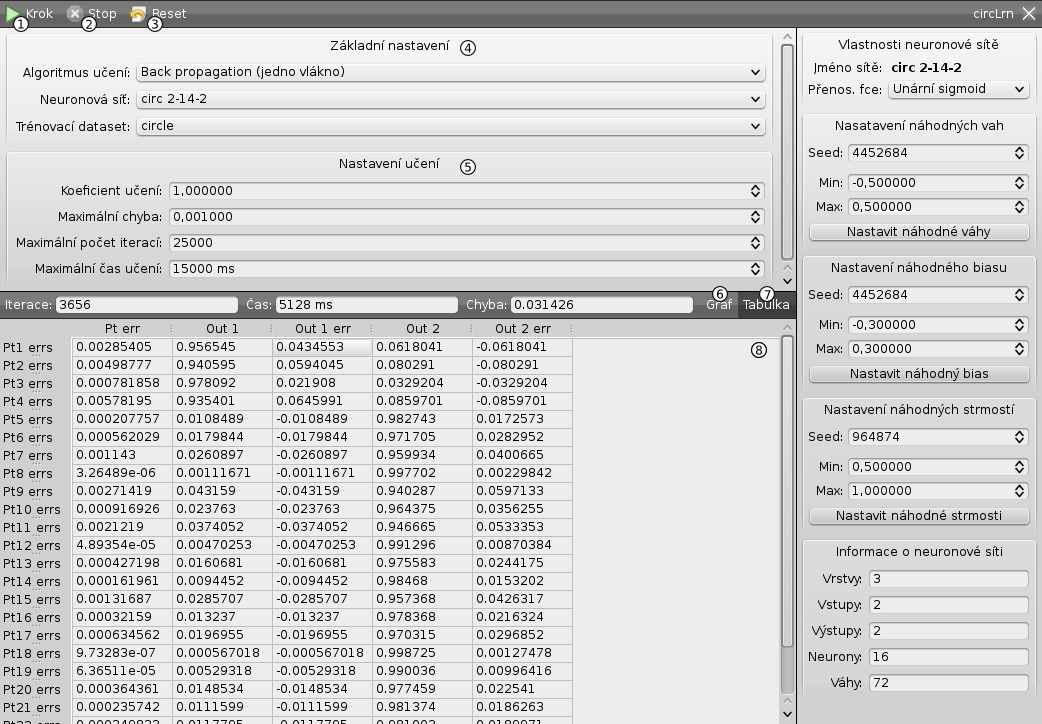 Krok Stop Reset circLrn
① ② ③
Základní nastavení ④
Algoritmus učení: Back propagation (jedno vlákno)
Neuronová síť: circ 2-14-2
Trénovací dataset: circle
Nastavení učení ⑤
Koeficient učení: 1,000000
Maximální chyba: 0,001000
Maximální počet iterací: 25000
Maximální čas učení: 15000 ms
Iterace: 3656 Čas: 5128 ms Chyba: 0.031426 ⑥ Graf ⑦ Tabulka
Pt err Out 1 Out 1 err Out 2 Out 2 err
⑧
Pt1 errs 0.00285405 0.956545 0.0434553 0.0618041 -0.0618041
Pt2 errs 0.00498777 0.940595 0.0594045 0.080291 -0.080291
Pt3 errs 0.000781858 0.978092 0.021908 0.0329204 -0.0329204
Pt4 errs 0.00578195 0.935401 0.0645991 0.0859701 -0.0859701
Pt5 errs 0.000207757 0.0108489 -0.0108489 0.982743 0.0172573
Pt6 errs 0.000562029 0.0179844 -0.0179844 0.971705 0.0282952
Pt7 errs 0.001143 0.0260897 -0.0260897 0.959934 0.0400665
Pt8 errs 3.26489e-06 0.00111671 -0.00111671 0.997702 0.00229842
Pt9 errs 0.00271419 0.043159 -0.043159 0.940287 0.0597133
Pt10 errs 0.000916926 0.023763 -0.023763 0.964375 0.0356255
Pt11 errs 0.0021219 0.0374052 -0.0374052 0.946665 0.0533353
Pt12 errs 4.89354e-05 0.00470253 -0.00470253 0.991296 0.00870384
Pt13 errs 0.000427198 0.0160681 -0.0160681 0.975583 0.0244175
Pt14 errs 0.000161961 0.0094452 -0.0094452 0.98468 0.0153202
Pt15 errs 0.00131687 0.0285707 -0.0285707 0.957368 0.0426317
Pt16 errs 0.00032159 0.013237 -0.013237 0.978368 0.0216324
Pt17 errs 0.000634562 0.0196955 -0.0196955 0.970315 0.0296852
Pt18 errs 9.73283e-07 0.000567018 -0.000567018 0.998725 0.00127478
Pt19 errs 6.36511e-05 0.00529318 -0.00529318 0.990036 0.00996416
Pt20 errs 0.000364361 0.0148534 -0.0148534 0.977459 0.022541
Pt21 errs 0.000235742 0.0111599 -0.0111599 0.981374 0.0186263
Vlastnosti neuronové sítě
Jméno sítě: circ 2-14-2
Přenos. fce: Unární sigmoid
Nasatavení náhodných vah
Seed: 4452684
Min: -0,500000
Max: 0,500000
Nastavit náhodné váhy
Nastavení náhodného biasu
Seed: 4452684
Min: -0,300000
Max: 0,300000
Nastavit náhodný bias
Nastavení náhodných strmostí
Seed: 964874
Min: 0,500000
Max: 1,000000
Nastavit náhodné strmosti
Informace o neuronové síti
Vrstvy: 3
Vstupy: 2
Výstupy: 2
Neurony: 16
Váhy: 72